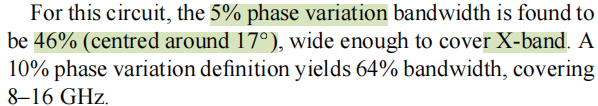 For this circuit, the 5% phase variation bandwidth is found to
be 46% (centred around 17°), wide enough to cover X-band. A
10% phase variation definition yields 64% bandwidth, covering
8–16 GHz.